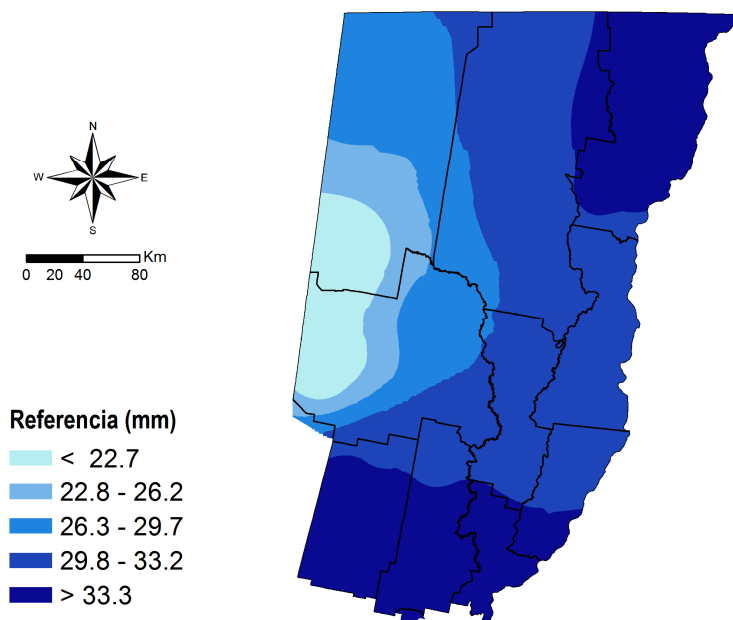 N
W E
S
Km
0 20 40 80
Referencia (mm)
< 22.7
22.8 - 26.2
26.3 - 29.7
29.8 - 33.2
> 33.3